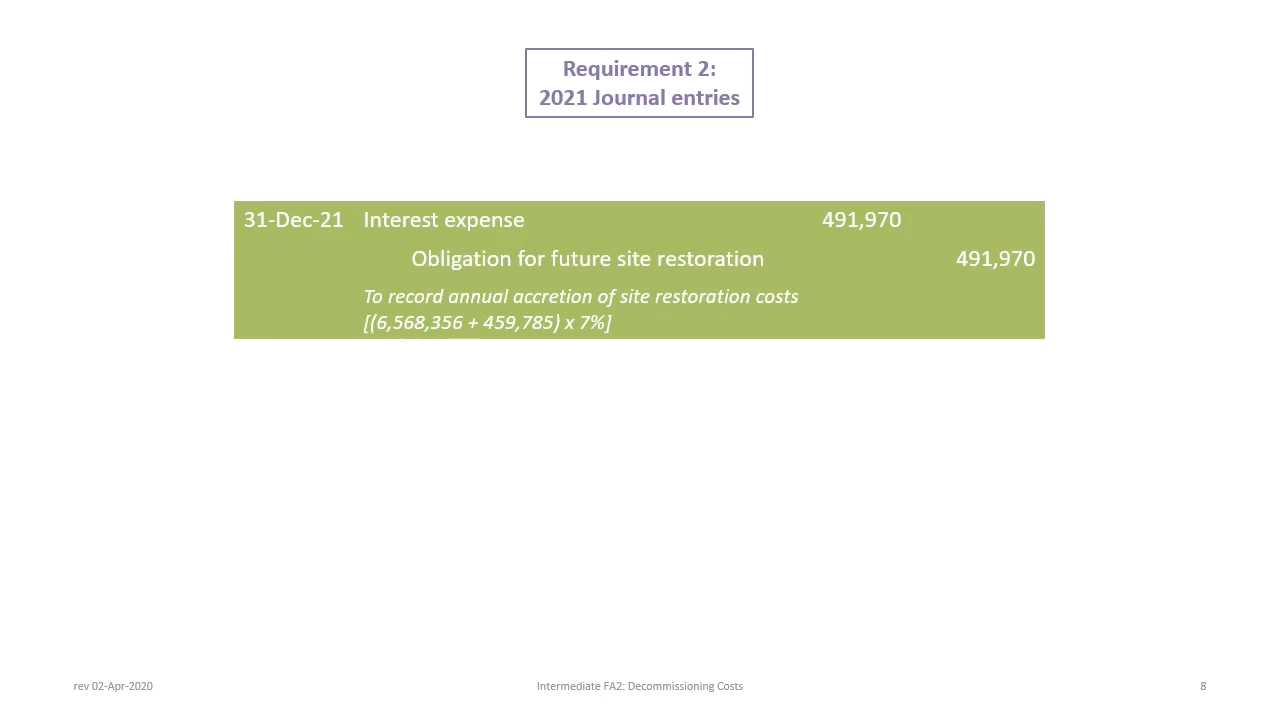 Requirement 2:
2021 Journal entries
31-Dec-21 Interest expense 491,970
Obligation for future site restoration 491,970
To record annual accretion of site restoration costs
[(6,568,356 + 459,785) x 7%]
rev 02-Apr-2020 Intermediate FA2: Decommissioning Costs 8